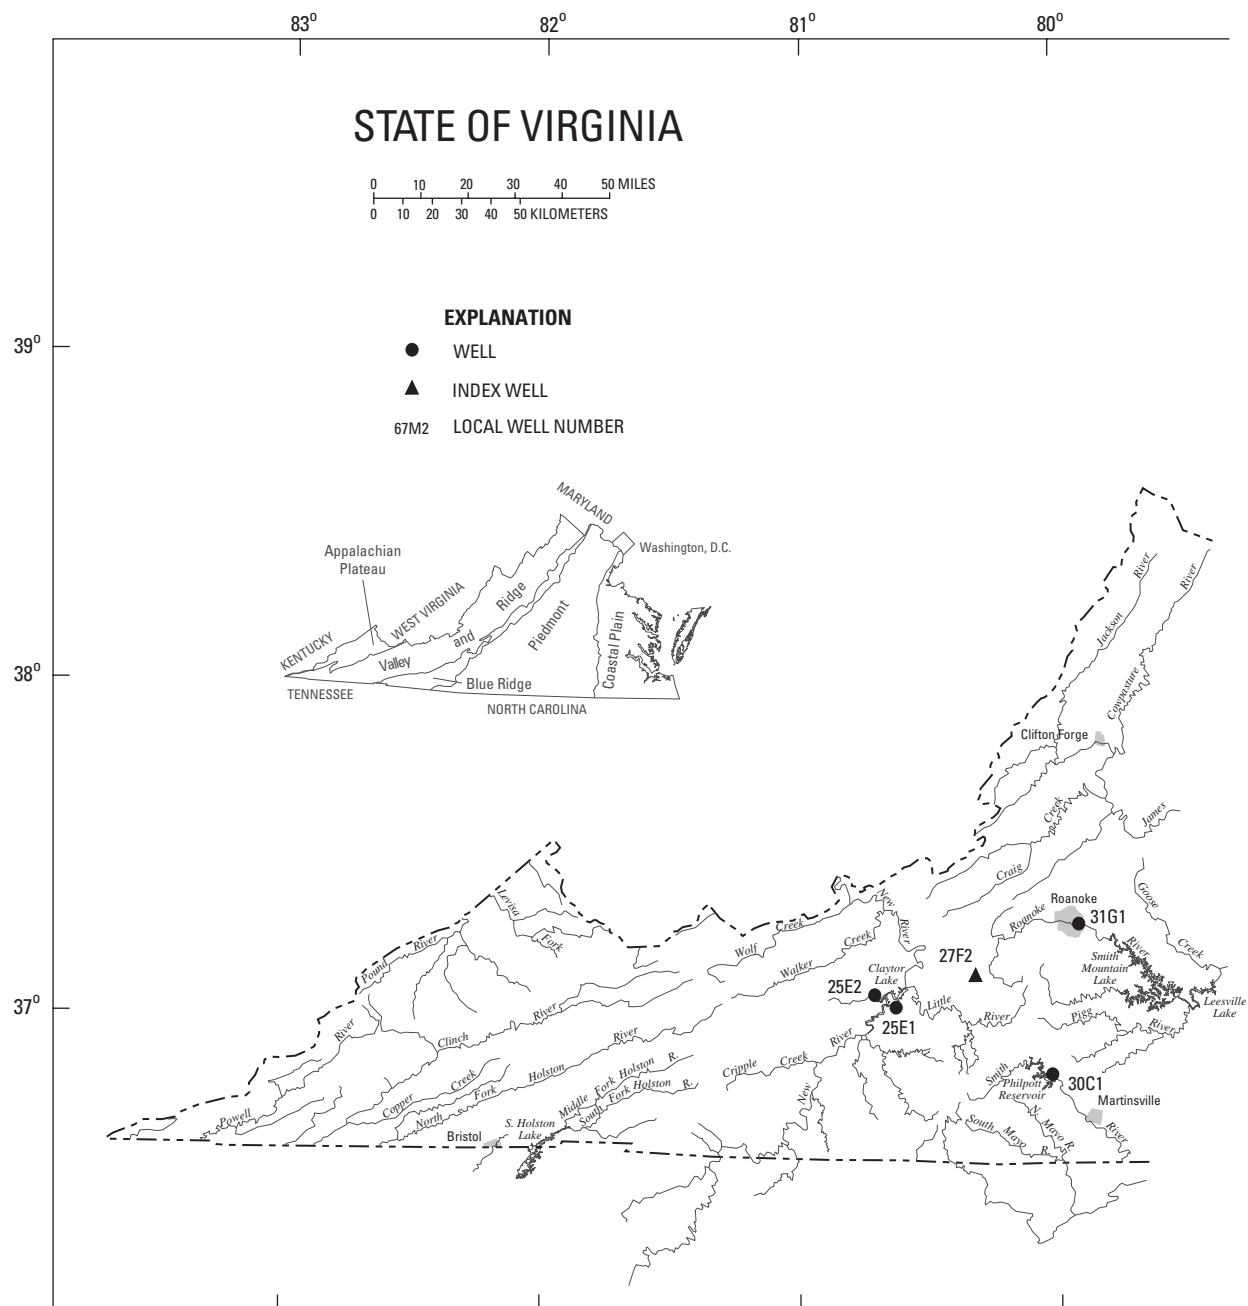 83° 82° 81° 80°
STATE OF VIRGINIA
0 10 20 30 40 50 MILES
0 10 20 30 40 50 KILOMETERS
EXPLANATION
39°
WELL
INDEX WELL
67M2 LOCAL WELL NUMBER
MARYLAND
Washington, D.C.
Appalachian
Plateau
WEST VIRGINIA
Ridge
and
Valley
Piedmont
Coastal Plain
KENTUCKY
Blue Ridge
TENNESSEE
NORTH CAROLINA
38°
River
River
Jackson
Cowpasture
Clifton Forge
Creek
James
Craig
Goose
Creek
Roanoke
31G1
Roanoke
River
Smith
Mountain
Lake
Leesville
Lake
27F2
New
River
Levisa
Fork
Pound River
Wolf Creek
Walker Creek
Claytor
Lake
25E2
25E1
Little
River
Pigg
River
37°
River
Powell
Clinch River
Copper Creek
North Fork Holston River
Middle Fork Holston R.
South Fork Holston R.
Cripple Creek River
New
Smith
Philpott
Reservoir
30C1
Martinsville
River
N.
Mayo R.
South
Mayo
R.
Bristol
S. Holston
Lake
83° 82° 81° 80°